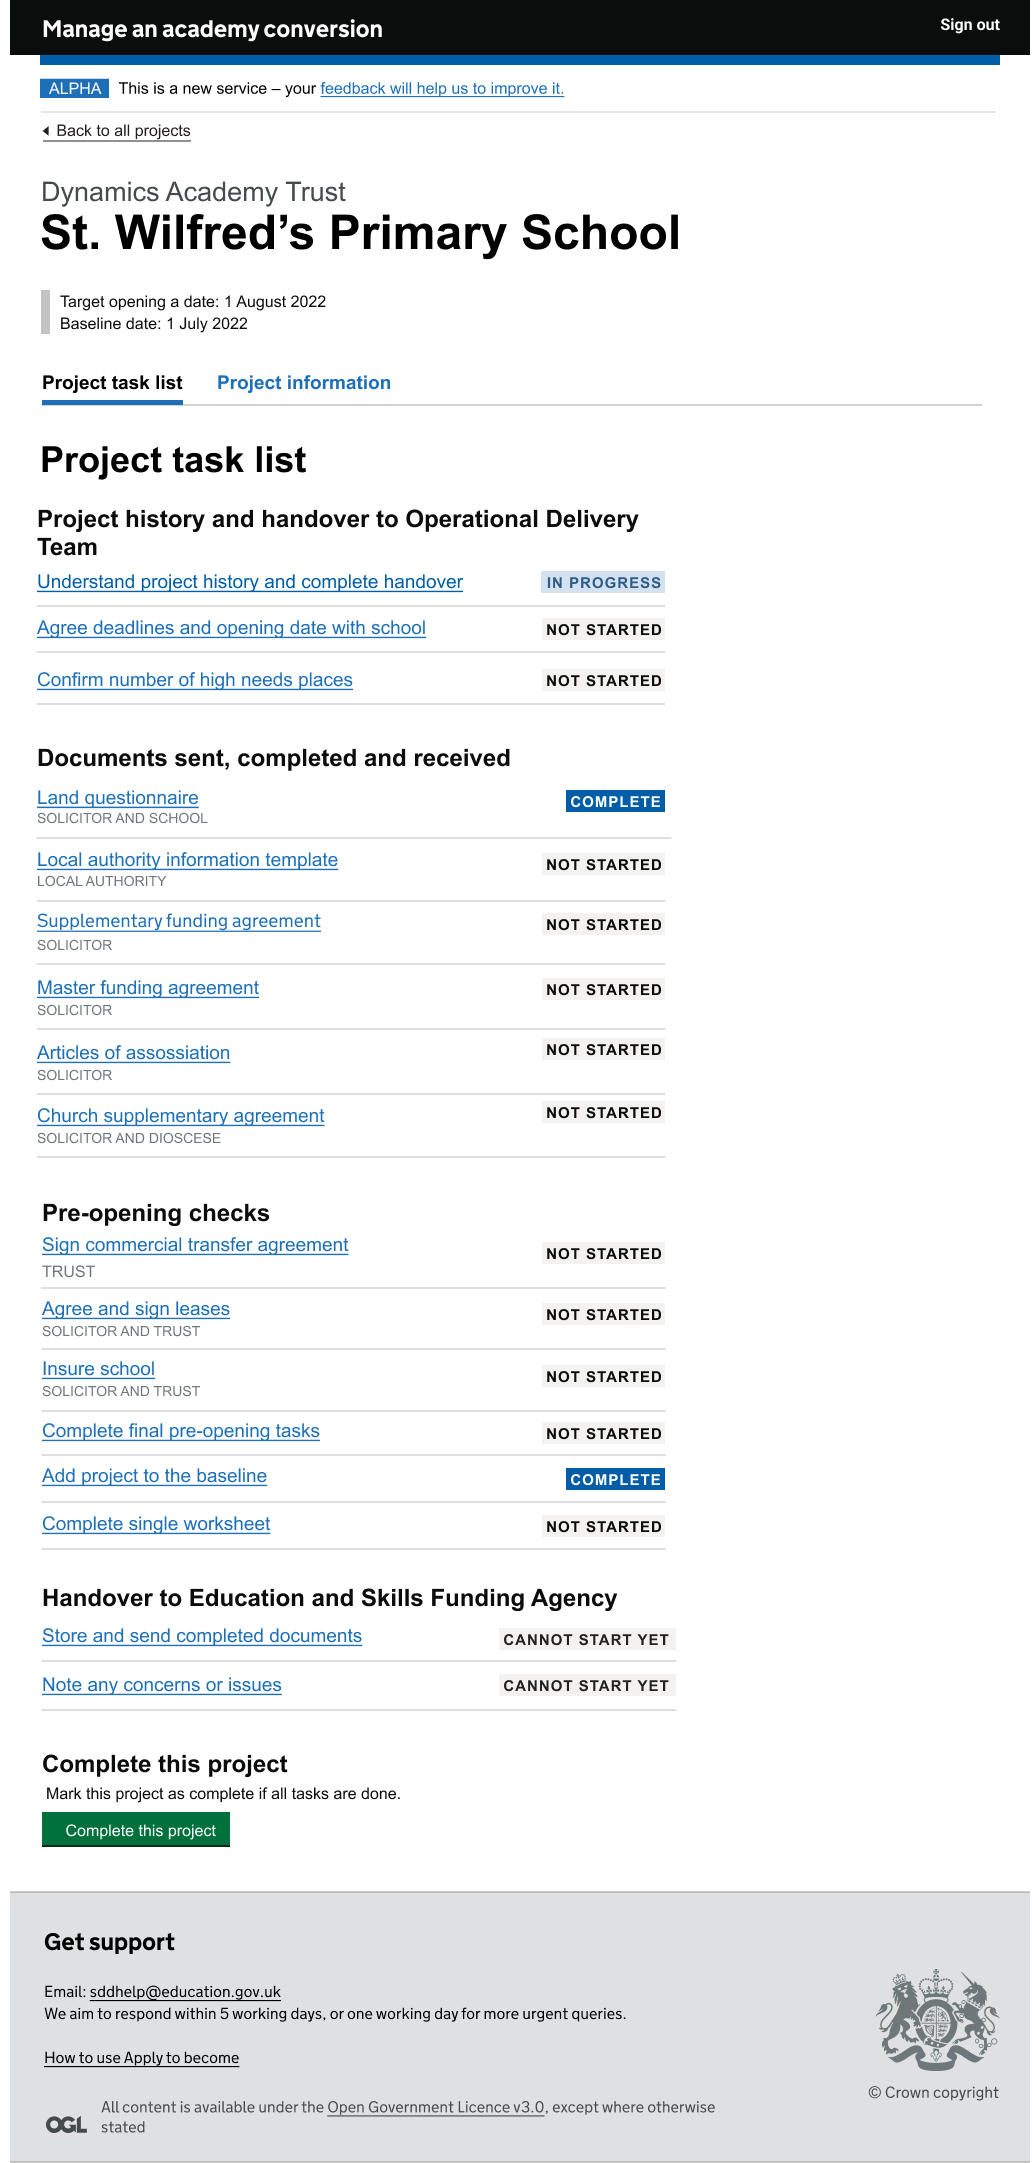 Manage an academy conversion
Sign out
ALPHA This is a new service – your feedback will help us to improve it.
Back to all projects
Dynamics Academy Trust
St. Wilfred’s Primary School
Target opening a date: 1 August 2022
Baseline date: 1 July 2022
Project task list Project information
Project task list
Project history and handover to Operational Delivery
Team
Understand project history and complete handover IN PROGRESS
Agree deadlines and opening date with school NOT STARTED
Confirm number of high needs places NOT STARTED
Documents sent, completed and received
Land questionnaire COMPLETE
SOLICITOR AND SCHOOL
Local authority information template NOT STARTED
LOCAL AUTHORITY
Supplementary funding agreement NOT STARTED
SOLICITOR
Master funding agreement NOT STARTED
SOLICITOR
Articles of assossiation NOT STARTED
SOLICITOR
Church supplementary agreement NOT STARTED
SOLICITOR AND DIOSCESE
Pre-opening checks
Sign commercial transfer agreement NOT STARTED
TRUST
Agree and sign leases NOT STARTED
SOLICITOR AND TRUST
Insure school NOT STARTED
SOLICITOR AND TRUST
Complete final pre-opening tasks NOT STARTED
Add project to the baseline COMPLETE
Complete single worksheet NOT STARTED
Handover to Education and Skills Funding Agency
Store and send completed documents CANNOT START YET
Note any concerns or issues CANNOT START YET
Complete this project
Mark this project as complete if all tasks are done.
Complete this project
Get support
Email: sddhelp@education.gov.uk
We aim to respond within 5 working days, or one working day for more urgent queries.
How to use Apply to become
© Crown copyright
OGL All content is available under the Open Government Licence v3.0, except where otherwise
stated